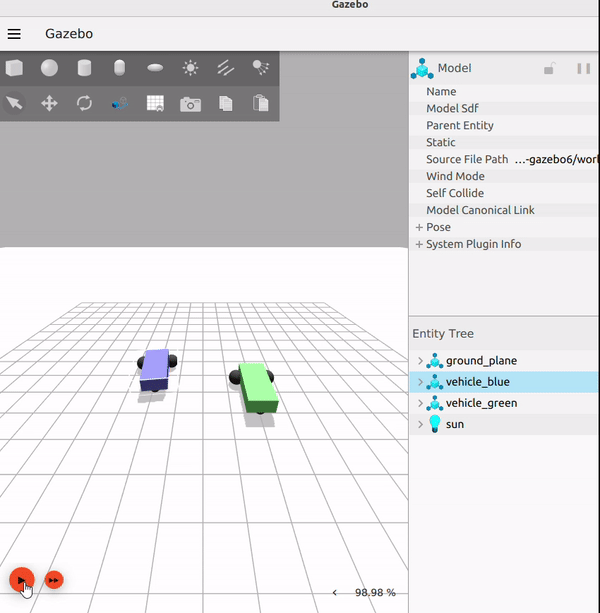 Gazebo
Gazebo
Model
Name
Model Sdf
Parent Entity
Static
Source File Path ...-gazebo6/worl
Wind Mode
Self Collide
Model Canonical Link
+ Pose
+ System Plugin Info
Entity Tree
ground_plane
vehicle_blue
vehicle_green
sun
98.98 %